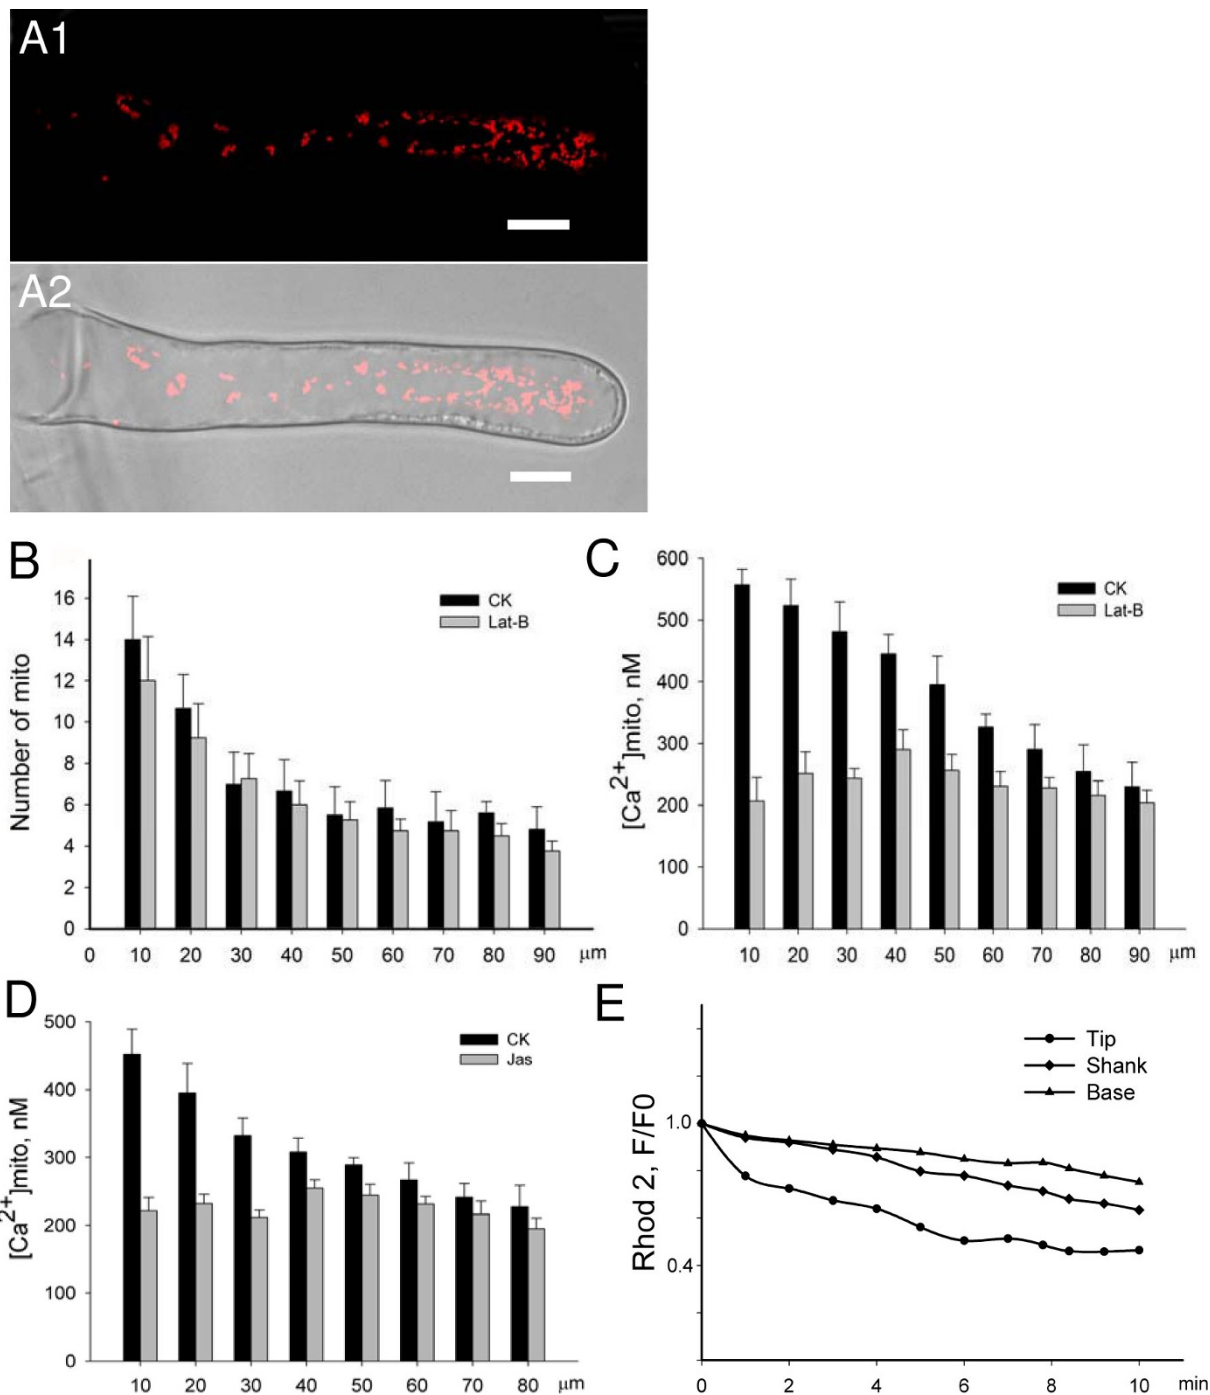 A1
A2
B
Number of mito
16
14
12
10
8
6
4
2
0
CK
Lat-B
0 10 20 30 40 50 60 70 80 90 μm
C
[Ca2+]mito, nM
600
500
400
300
200
100
0
CK
Lat-B
10 20 30 40 50 60 70 80 90 μm
D
[Ca2+]mito, nM
500
400
300
200
100
0
CK
Jas
10 20 30 40 50 60 70 80 μm
E
Rhod 2, F/F0
1.0
0.4
Tip
Shank
Base
0 2 4 6 8 10 min